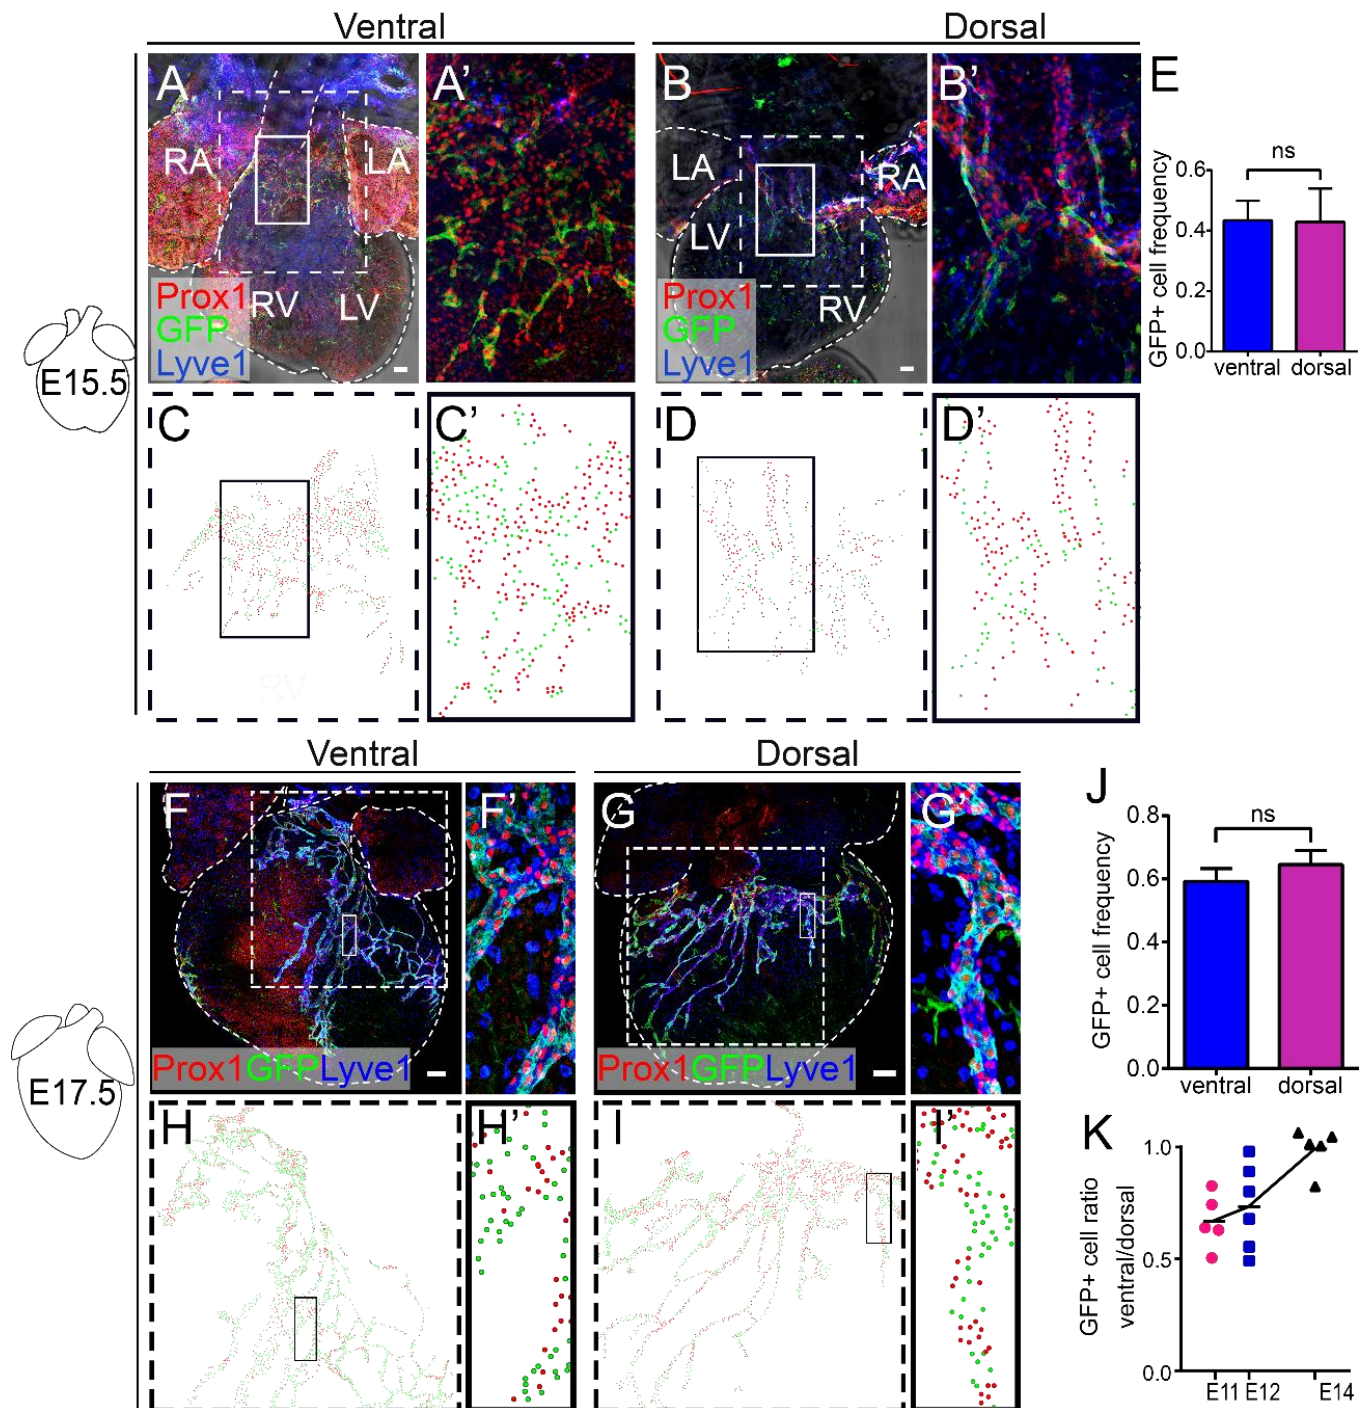 Ventral
Dorsal
A
RA
LA
RV
LV
Prox1
GFP
Lyve1
A’
B
LA
RA
LV
RV
Prox1
GFP
Lyve1
B’
E
GFP+ cell frequency
0.6
0.4
0.2
0.0
ns
ventral
dorsal
E15.5
C
RV
C’
D
D’
Ventral
Dorsal
F
Prox1GFPLyve1
F’
G
Prox1GFPLyve1
G’
J
GFP+ cell frequency
0.8
0.6
0.4
0.2
0.0
ns
ventral
dorsal
E17.5
H
H’
I
I’
K
GFP+ cell ratio
ventral/dorsal
1.0
0.5
0.0
E11
E12
E14